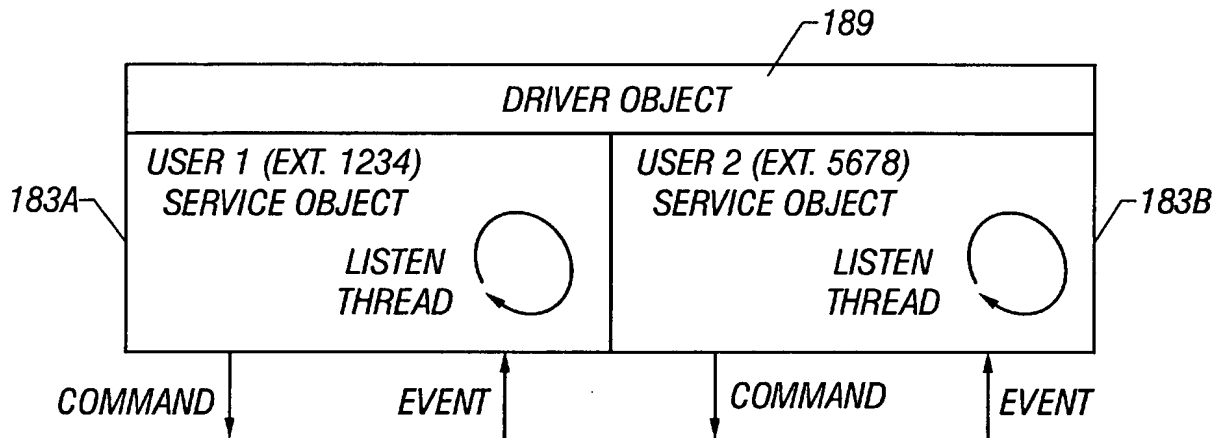 189
DRIVER OBJECT
USER 1 (EXT. 1234)
SERVICE OBJECT
USER 2 (EXT. 5678)
SERVICE OBJECT
183A
183B
LISTEN
THREAD
LISTEN
THREAD
COMMAND
EVENT
COMMAND
EVENT